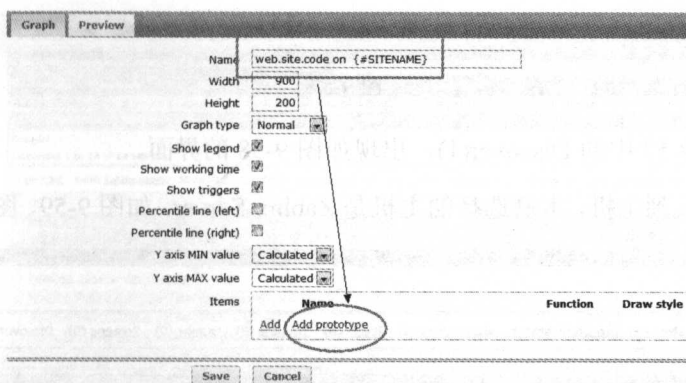 Graph Preview
Name web.site.code on {#SITENAME}
Width 900
Height 200
Graph type Normal
Show legend
Show working time
Show triggers
Percentile line (left)
Percentile line (right)
Y axis MIN value Calculated
Y axis MAX value Calculated
Items Name Function Draw style
Add Add prototype
Save Cancel